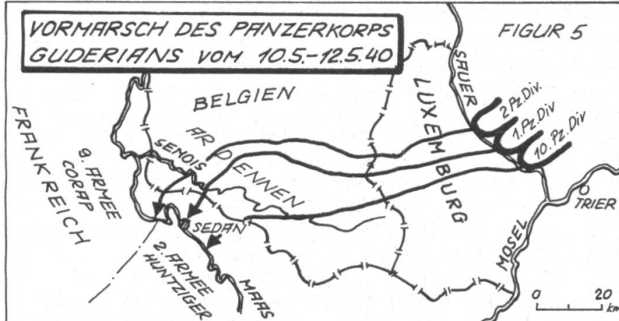 VORMARSCH DES PANZERKORPS
GUDERIANS VOM 10.5.-12.5.40
FIGUR 5
BELGIEN
LUXEMBURG
SAUER
2.Pz.Div.
1.Pz.Div
10.Pz.Div
FRANKREICH
9. ARMEE
CORAP
SEMOIS
ARDENNEN
SEDAN
2. ARMEE
HUNTZIGER
MAAS
MOSEL
TRIER
0 20
km